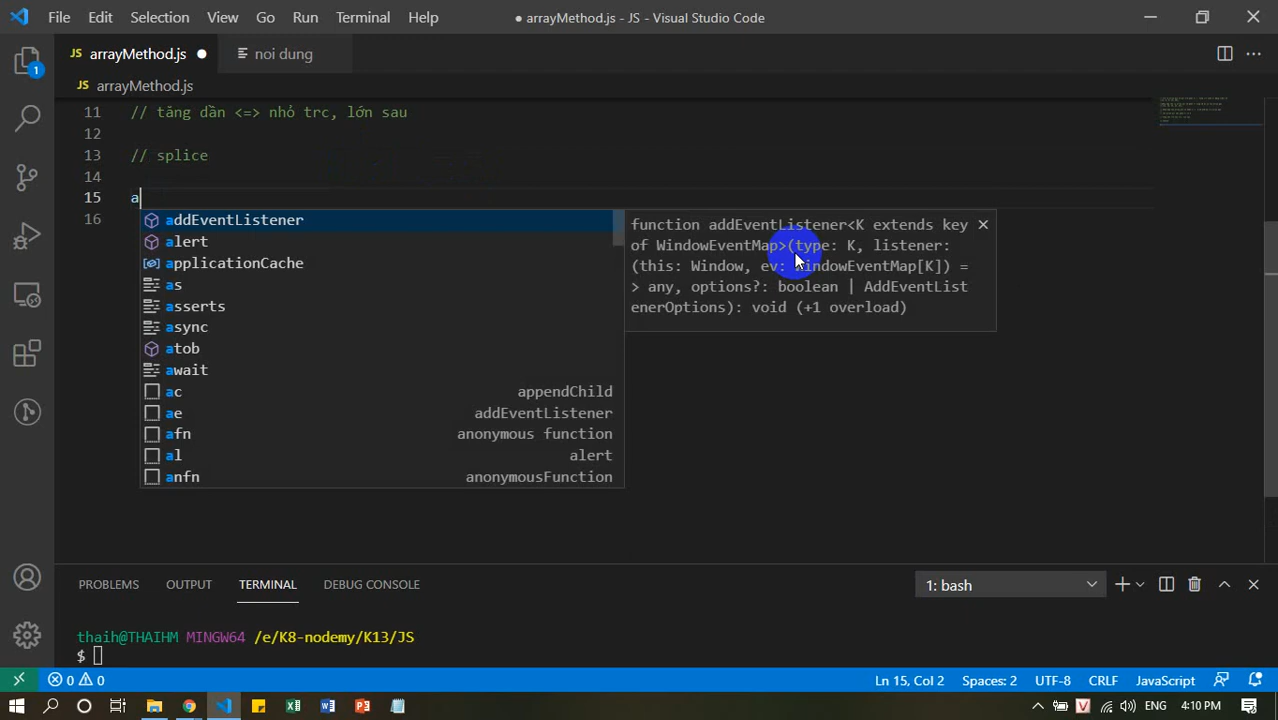 File Edit Selection View Go Run Terminal Help ● arrayMethod.js - JS - Visual Studio Code
JS arrayMethod.js ● noi dung
JS arrayMethod.js
11 // tăng dần <=> nhỏ trc, lớn sau
12
13 // splice
14
15 a
16
addEventListener
alert
applicationCache
as
asserts
async
atob
await
ac appendChild
ae addEventListener
afn anonymous function
al alert
anfn anonymousFunction
function addEventListener<K extends key
of WindowEventMap>(type: K, listener:
(this: Window, ev: WindowEventMap[K]) =
> any, options?: boolean | AddEventList
enerOptions): void (+1 overload)
1
PROBLEMS OUTPUT TERMINAL DEBUG CONSOLE 1: bash
thaih@THAIHM MINGW64 /e/K8-nodemy/K13/JS
$
0 0 Ln 15, Col 2 Spaces: 2 UTF-8 CRLF JavaScript
ENG 4:10 PM